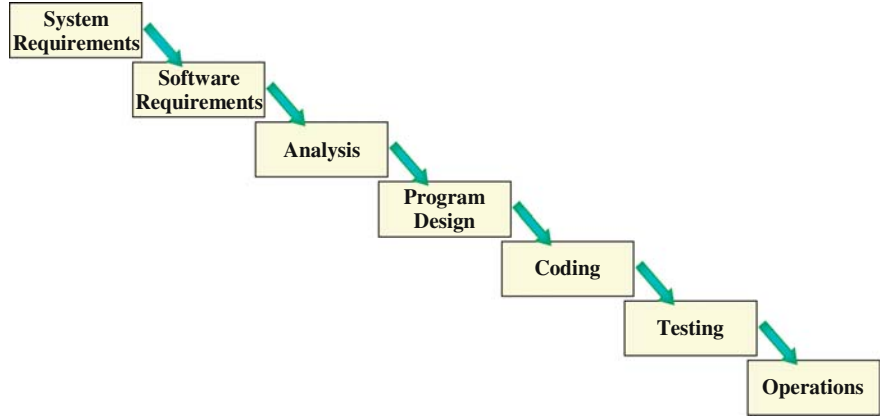 System
Requirements
Software
Requirements
Analysis
Program
Design
Coding
Testing
Operations